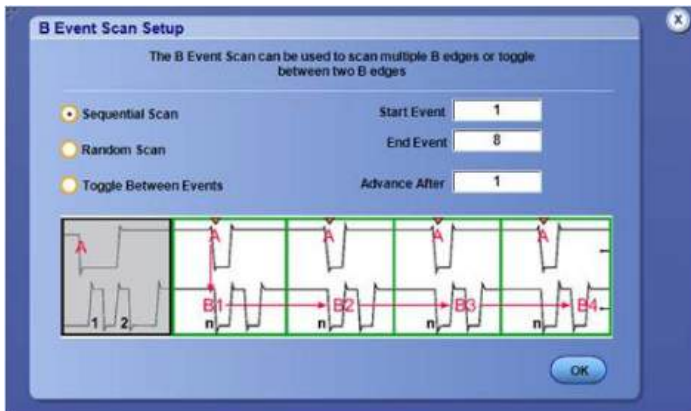 B Event Scan Setup
X
The B Event Scan can be used to scan multiple B edges or toggle
between two B edges
Sequential Scan
Start Event 1
Random Scan
End Event 8
Toggle Between Events
Advance After 1
A A A A A
B1 B2 B3 B4
1 2 n n n n
OK